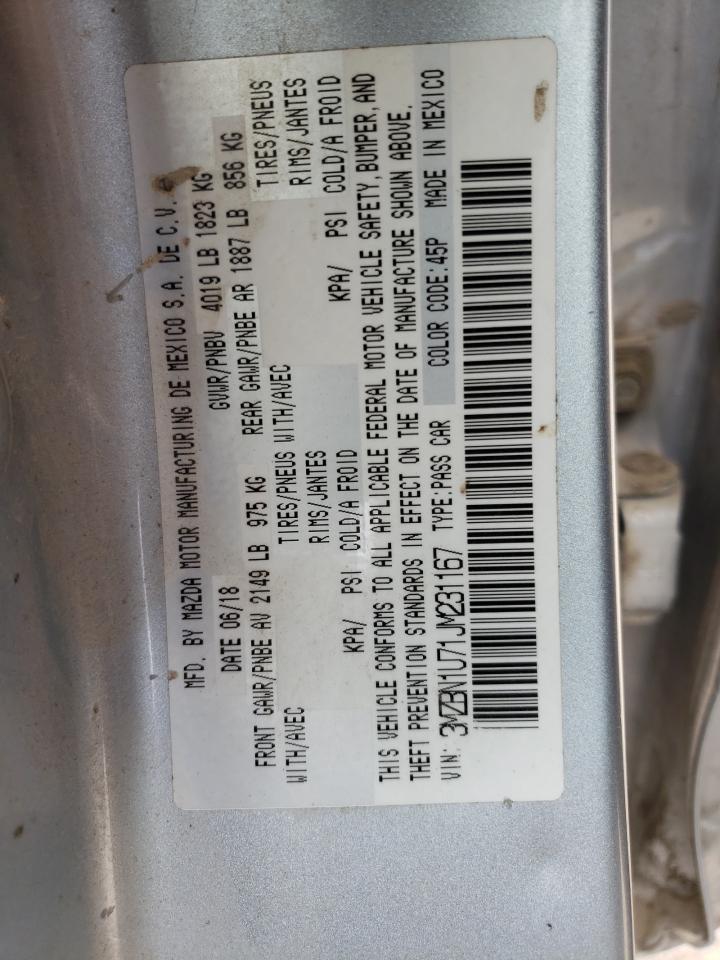 MFD. BY MAZDA MOTOR MANUFACTURING DE MEXICO S.A. DE C.V.
DATE 06/18 GVWR/PNBV 4019 LB 1823 KG
FRONT GAWR/PNBE AV 2149 LB 975 KG REAR GAWR/PNBE AR 1887 LB 856 KG
WITH/AVEC TIRES/PNEUS WITH/AVEC TIRES/PNEUS
RIMS/JANTES RIMS/JANTES
KPA/ PSI COLD/A FROID KPA/ PSI COLD/A FROID
THIS VEHICLE CONFORMS TO ALL APPLICABLE FEDERAL MOTOR VEHICLE SAFETY, BUMPER, AND
THEFT PREVENTION STANDARDS IN EFFECT ON THE DATE OF MANUFACTURE SHOWN ABOVE.
VIN: 3MZBN1U71JM231167 TYPE:PASS CAR COLOR CODE:45P MADE IN MEXICO